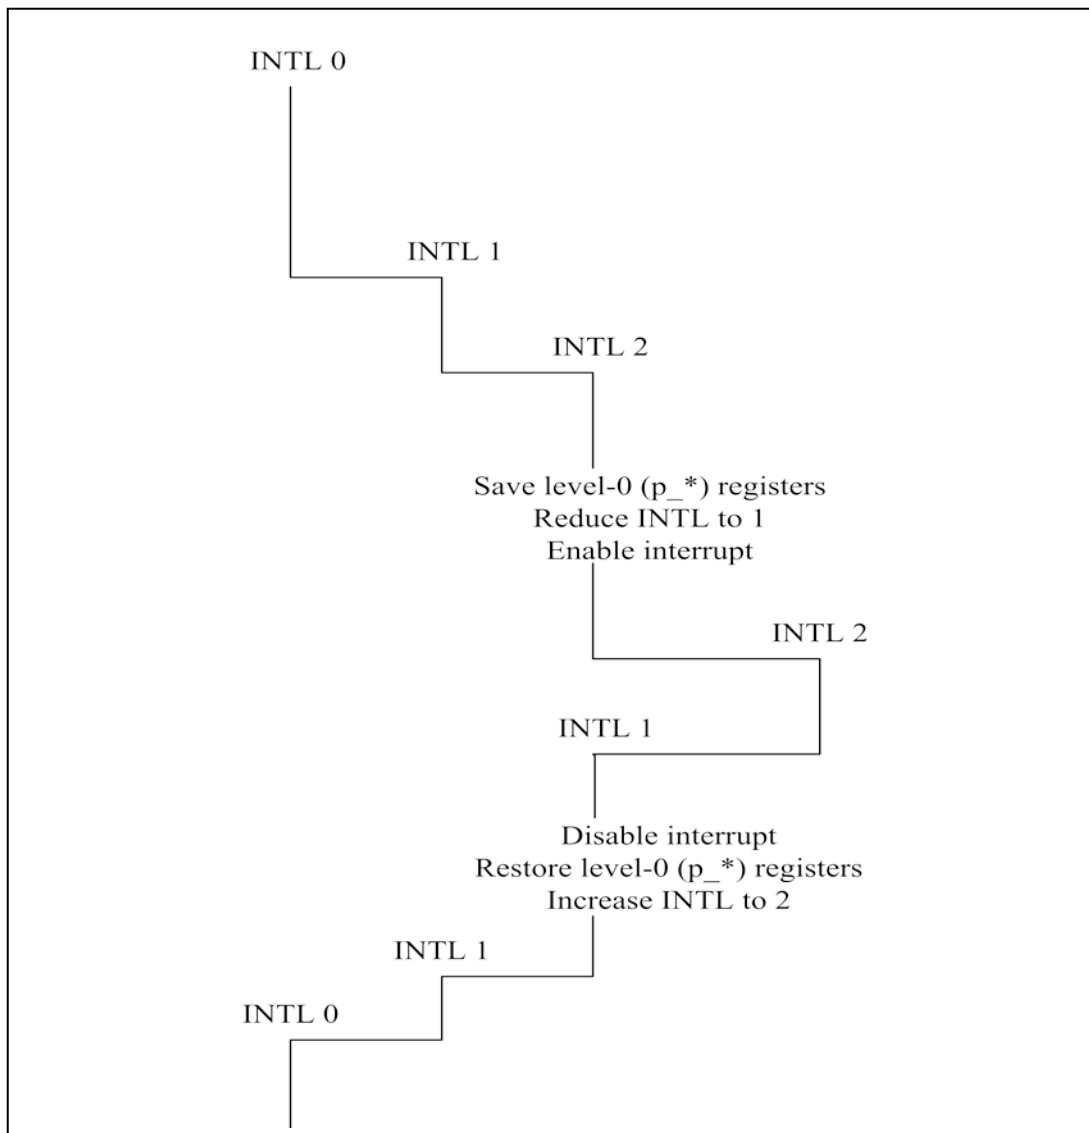 INTL 0
INTL 1
INTL 2
Save level-0 (p_*) registers
Reduce INTL to 1
Enable interrupt
INTL 2
INTL 1
Disable interrupt
Restore level-0 (p_*) registers
Increase INTL to 2
INTL 1
INTL 0